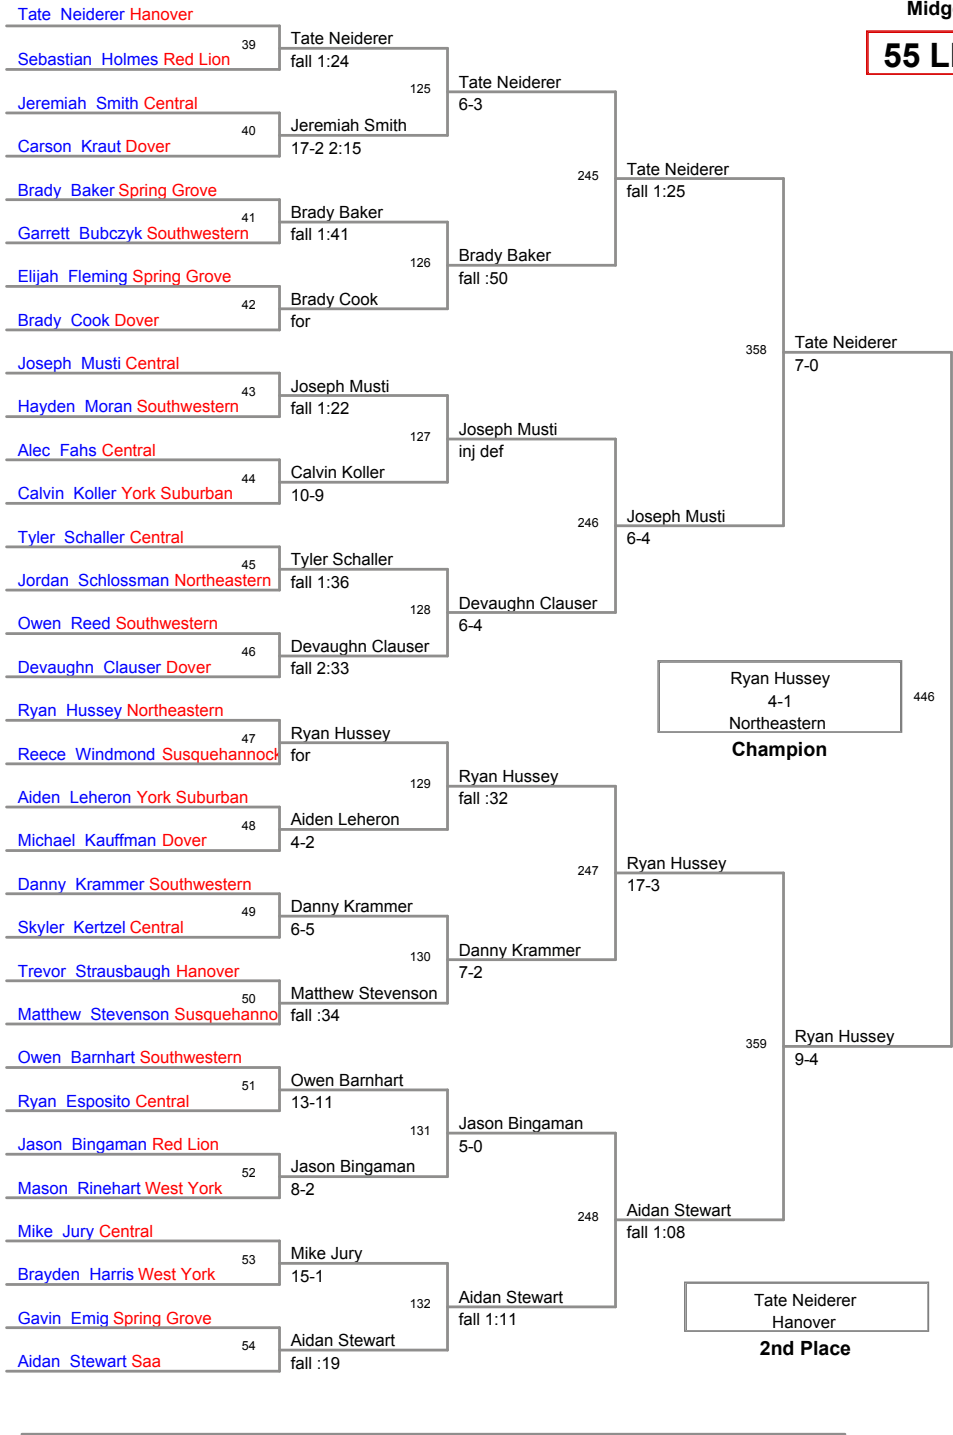 Midg
55 L
Tate Neiderer Hanover
39
Sebastian Holmes Red Lion
Tate Neiderer
fall 1:24
Jeremiah Smith Central
40
Carson Kraut Dover
Jeremiah Smith
17-2 2:15
125
Tate Neiderer
6-3
Brady Baker Spring Grove
41
Garrett Bubczyk Southwestern
Brady Baker
fall 1:41
Elijah Fleming Spring Grove
42
Brady Cook Dover
Brady Cook
for
126
Brady Baker
fall :50
245
Tate Neiderer
fall 1:25
Joseph Musti Central
43
Hayden Moran Southwestern
Joseph Musti
fall 1:22
Alec Fahs Central
44
Calvin Koller York Suburban
Calvin Koller
10-9
127
Joseph Musti
inj def
Tyler Schaller Central
45
Jordan Schlossman Northeastern
Tyler Schaller
fall 1:36
Owen Reed Southwestern
46
Devaughn Clauser Dover
Devaughn Clauser
fall 2:33
128
Devaughn Clauser
6-4
246
Joseph Musti
6-4
358
Tate Neiderer
7-0
Ryan Hussey
4-1
Northeastern
Champion
446
Ryan Hussey Northeastern
47
Reece Windmond Susquehannock
Ryan Hussey
for
Aiden Leheron York Suburban
48
Michael Kauffman Dover
Aiden Leheron
4-2
129
Ryan Hussey
fall :32
Danny Krammer Southwestern
49
Skyler Kertzel Central
Danny Krammer
6-5
Trevor Strausbaugh Hanover
50
Matthew Stevenson Susquehanno
Matthew Stevenson
fall :34
130
Danny Krammer
7-2
247
Ryan Hussey
17-3
Owen Barnhart Southwestern
51
Ryan Esposito Central
Owen Barnhart
13-11
Jason Bingaman Red Lion
52
Mason Rinehart West York
Jason Bingaman
8-2
131
Jason Bingaman
5-0
Mike Jury Central
53
Brayden Harris West York
Mike Jury
15-1
Gavin Emig Spring Grove
54
Aidan Stewart Saa
Aidan Stewart
fall :19
132
Aidan Stewart
fall 1:11
248
Aidan Stewart
fall 1:08
359
Ryan Hussey
9-4
Tate Neiderer
Hanover
2nd Place